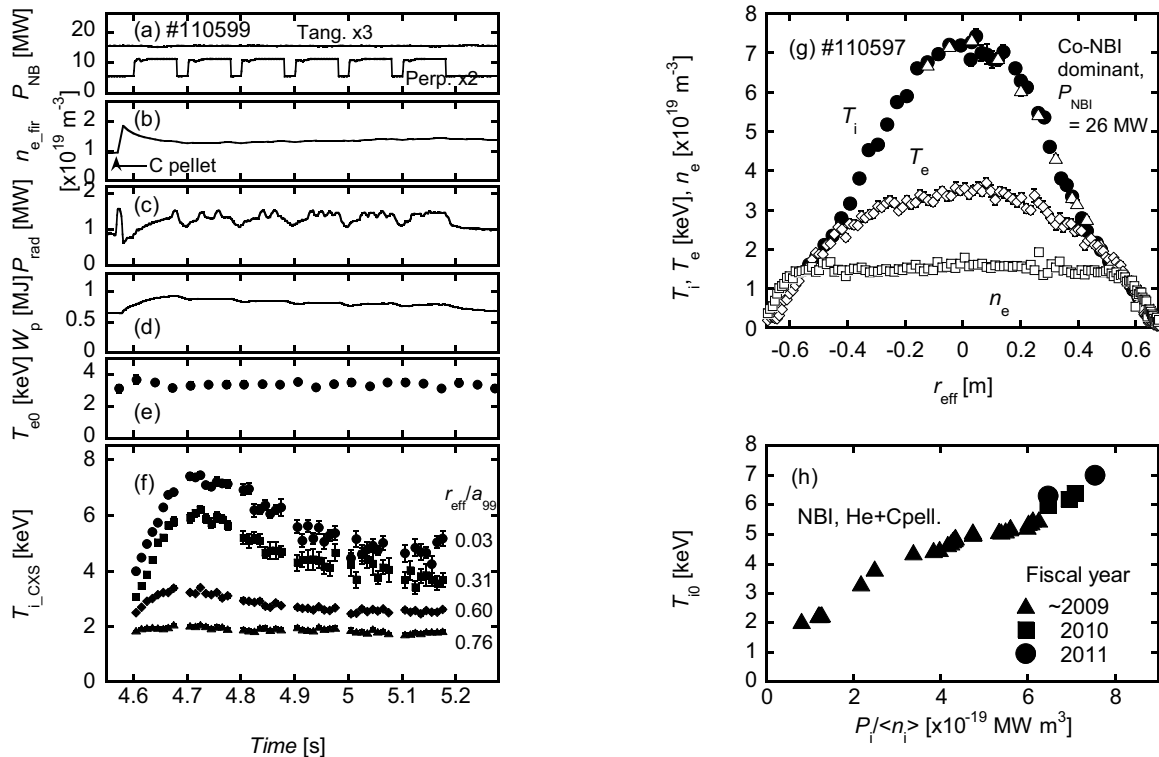 (a) #110599
Tang. x3
Perp. x2
P_NB [MW]
20
10
0
(b)
C pellet
n_e_fir
[x10^19 m^-3]
2
1
0
(c)
P_rad [MW]
2
1
0
(d)
W_p [MJ]
1
0.5
0
(e)
T_e0 [keV]
4
2
0
(f)
r_eff/a_99
0.03
0.31
0.60
0.76
T_i_CXS
[keV]
8
6
4
2
0
4.6 4.7 4.8 4.9 5 5.1 5.2
Time [s]
(g) #110597
Co-NBI
dominant,
P_NBI
= 26 MW
T_i
T_e
n_e
T_i, T_e [keV], n_e [x10^19 m^-3]
8
7
6
5
4
3
2
1
0
-0.6 -0.4 -0.2 0 0.2 0.4 0.6
r_eff [m]
(h)
NBI, He+Cpell.
Fiscal year
~2009
2010
2011
T_i0 [keV]
8
7
6
5
4
3
2
1
0
0 2 4 6 8
P_i/<n_i> [x10^-19 MW m^3]